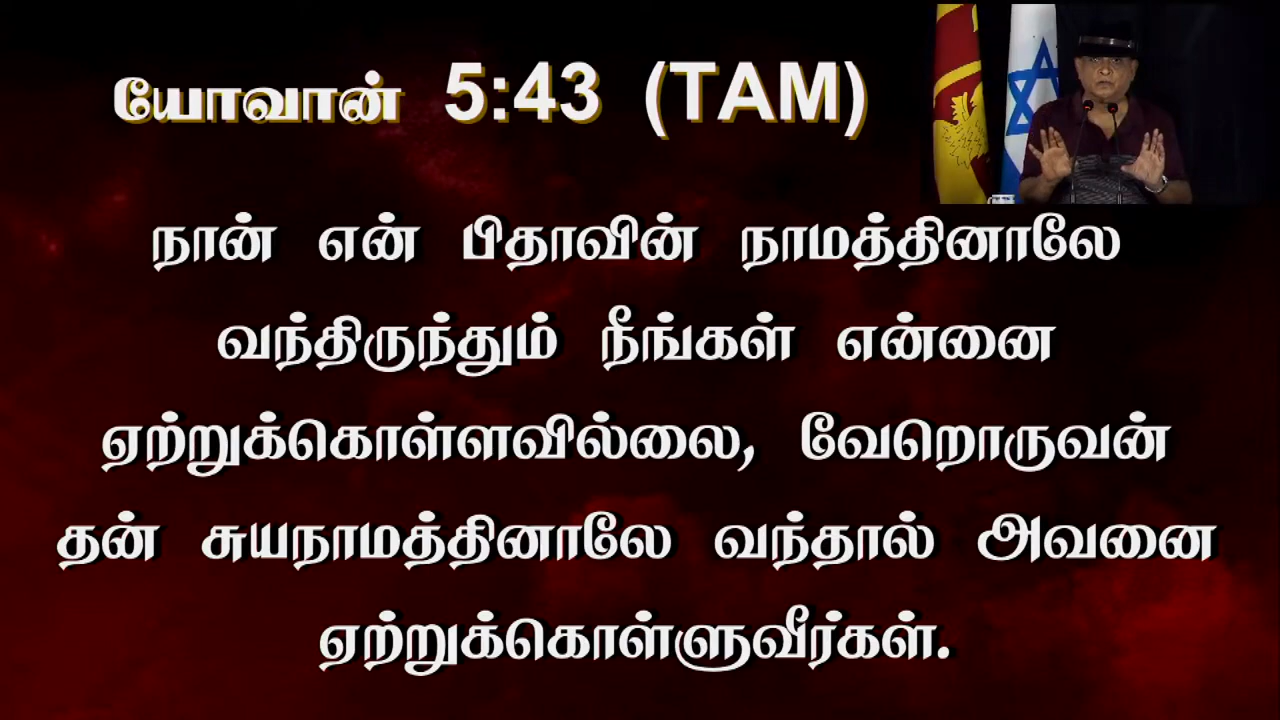 யோவான் 5:43 (TAM)
நான் என் பிதாவின் நாமத்தினாலே
வந்திருந்தும் நீங்கள் என்னை
ஏற்றுக்கொள்ளவில்லை, வேறொருவன்
தன் சுயநாமத்தினாலே வந்தால் அவனை
ஏற்றுக்கொள்ளுவீர்கள்.